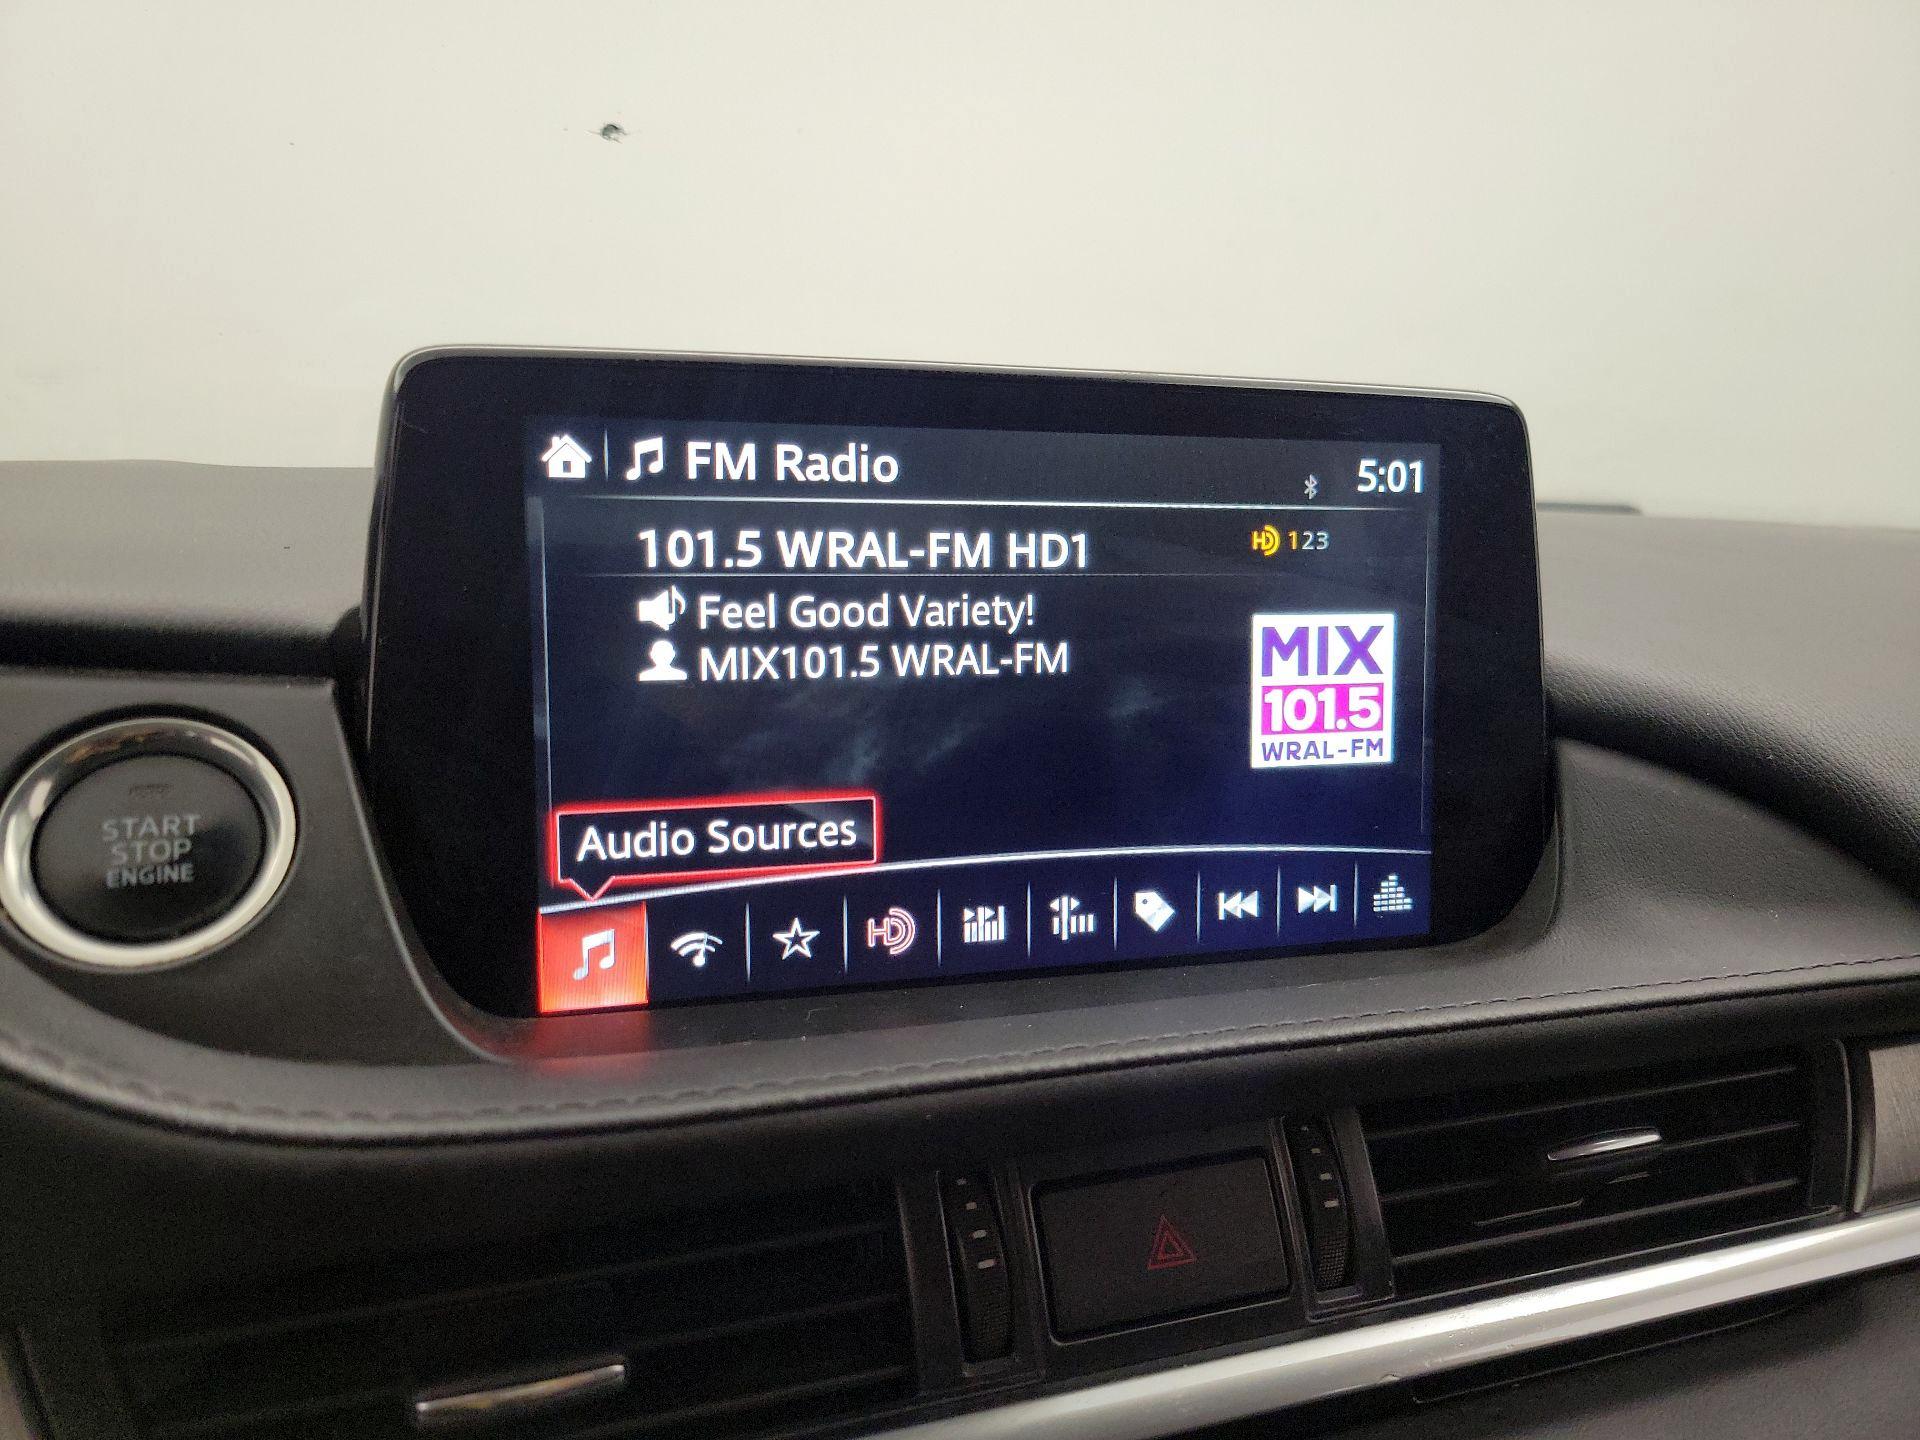 FM Radio
5:01
101.5 WRAL-FM HD1
HD 123
Feel Good Variety!
MIX101.5 WRAL-FM
MIX
101.5
WRAL-FM
Audio Sources
HD
START
STOP
ENGINE